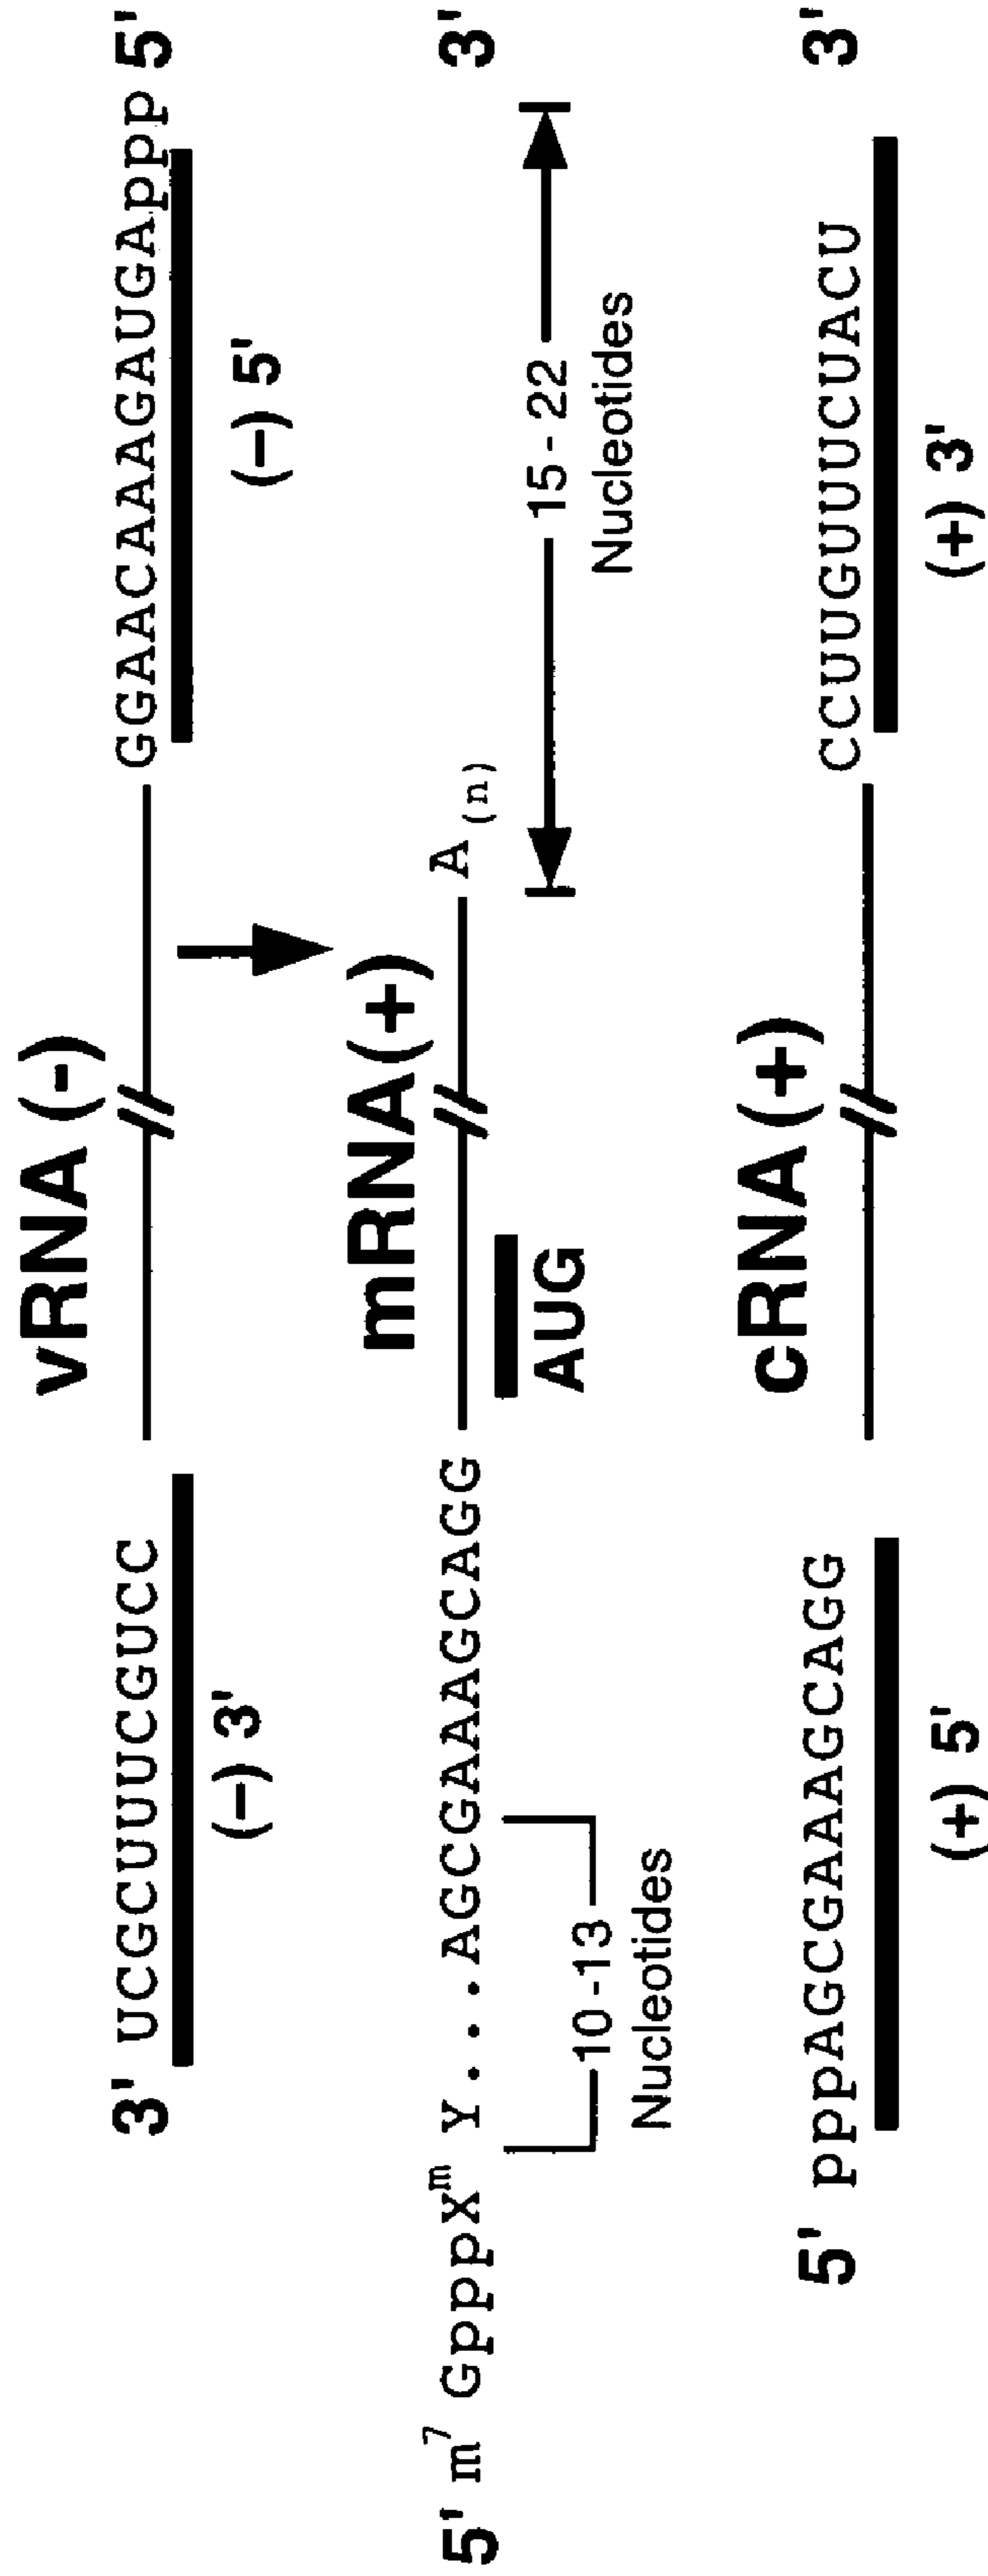 vRNA (-)
3' UCGCUUUCGUCC GGAACAAAGAUGAppp 5'
(–) 3' (–) 5'
mRNA(+)
5' m⁷ GpppXᵐ Y...AGCGAAAGCAGG A(n) 3'
AUG
10-13 15 - 22
Nucleotides Nucleotides
cRNA (+)
5' pppAGCGAAAGCAGG CCUUGUUUCUACU 3'
(+) 5' (+) 3'